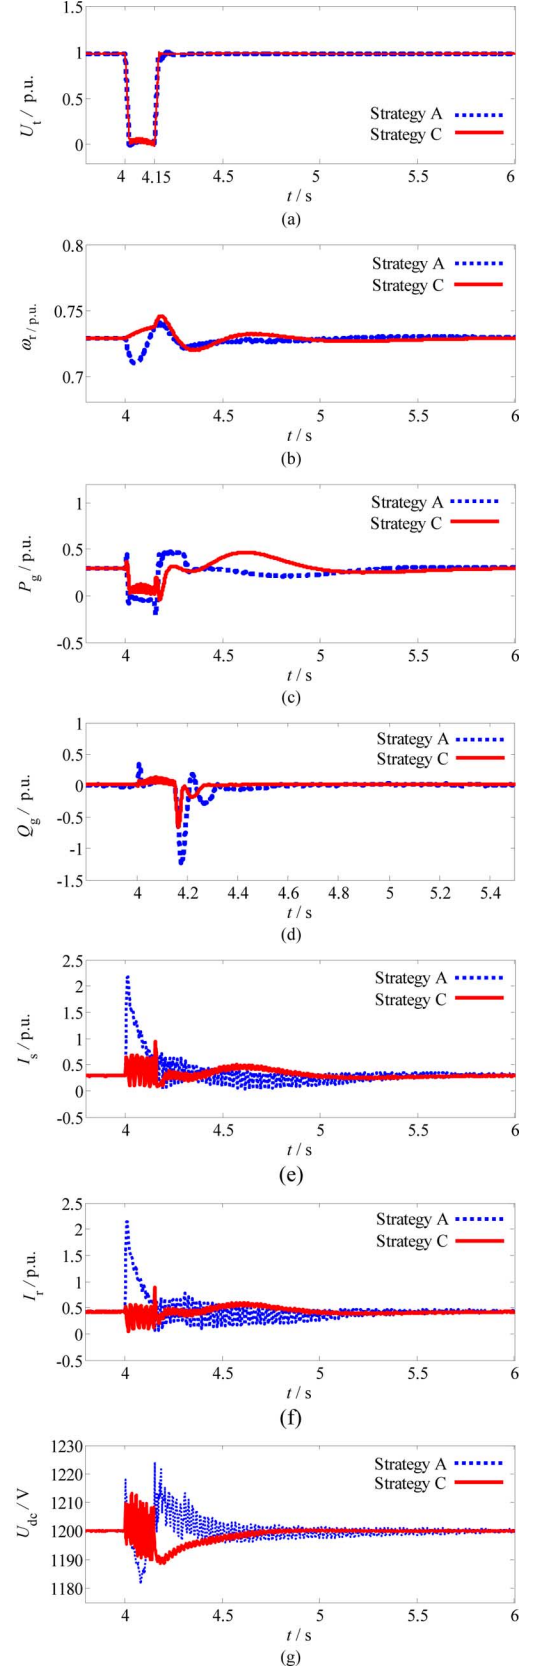 1.5
1
0.5
0
U_t / p.u.
Strategy A
Strategy C
4 4.15 4.5 5 5.5 6
t / s
(a)
0.8
0.75
0.7
ω_r / p.u.
Strategy A
Strategy C
4 4.5 5 5.5 6
t / s
(b)
1
0.5
0
-0.5
P_g / p.u.
Strategy A
Strategy C
4 4.5 5 5.5 6
t / s
(c)
1
0.5
0
-0.5
-1
-1.5
Q_g / p.u.
Strategy A
Strategy C
4 4.2 4.4 4.6 4.8 5 5.2 5.4
t / s
(d)
2.5
2
1.5
1
0.5
0
-0.5
I_s / p.u.
Strategy A
Strategy C
4 4.5 5 5.5 6
t / s
(e)
2.5
2
1.5
1
0.5
0
-0.5
I_r / p.u.
Strategy A
Strategy C
4 4.5 5 5.5 6
t / s
(f)
1230
1220
1210
1200
1190
1180
U_dc / V
Strategy A
Strategy C
4 4.5 5 5.5 6
t / s
(g)